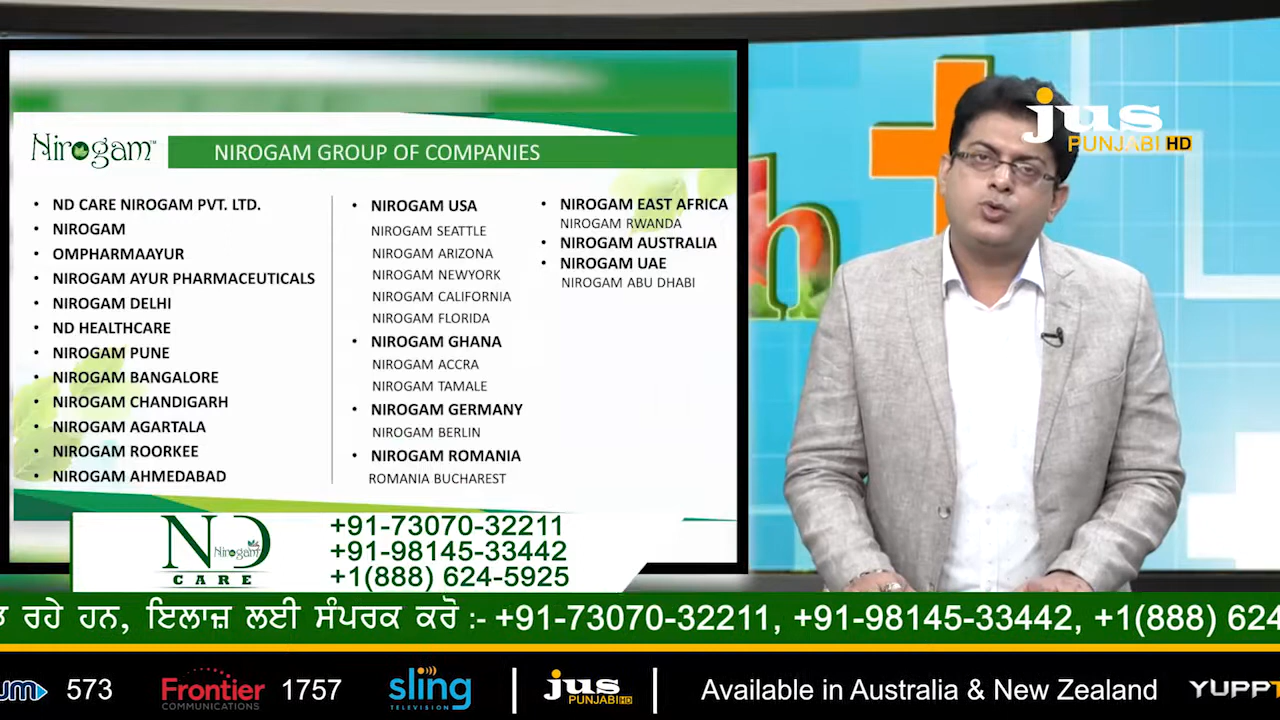 jus
PUNJABI HD
Nirogam™
NIROGAM GROUP OF COMPANIES
• ND CARE NIROGAM PVT. LTD.
• NIROGAM
• OMPHARMAAYUR
• NIROGAM AYUR PHARMACEUTICALS
• NIROGAM DELHI
• ND HEALTHCARE
• NIROGAM PUNE
• NIROGAM BANGALORE
• NIROGAM CHANDIGARH
• NIROGAM AGARTALA
• NIROGAM ROORKEE
• NIROGAM AHMEDABAD
• NIROGAM USA
NIROGAM SEATTLE
NIROGAM ARIZONA
NIROGAM NEWYORK
NIROGAM CALIFORNIA
NIROGAM FLORIDA
• NIROGAM GHANA
NIROGAM ACCRA
NIROGAM TAMALE
• NIROGAM GERMANY
NIROGAM BERLIN
• NIROGAM ROMANIA
ROMANIA BUCHAREST
• NIROGAM EAST AFRICA
NIROGAM RWANDA
• NIROGAM AUSTRALIA
• NIROGAM UAE
NIROGAM ABU DHABI
h
ND Nirogam
CARE
+91-73070-32211
+91-98145-33442
+1(888) 624-5925
ਰਹੇ ਹਨ, ਇਲਾਜ਼ ਲਈ ਸੰਪਰਕ ਕਰੋ :- +91-73070-32211, +91-98145-33442, +1(888) 624
um 573 Frontier COMMUNICATIONS 1757 sling TELEVISION jus PUNJABI HD Available in Australia & New Zealand YUPPT